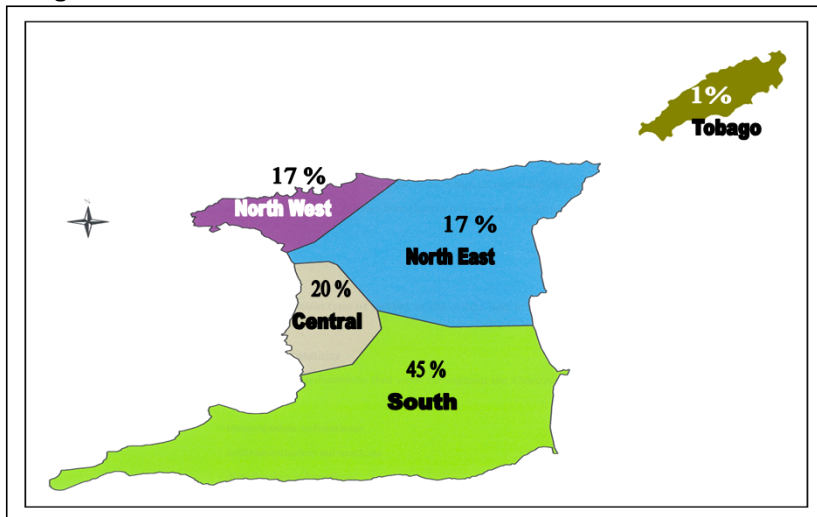 1%
Tobago
17 %
North West
17 %
North East
20 %
Central
45 %
South